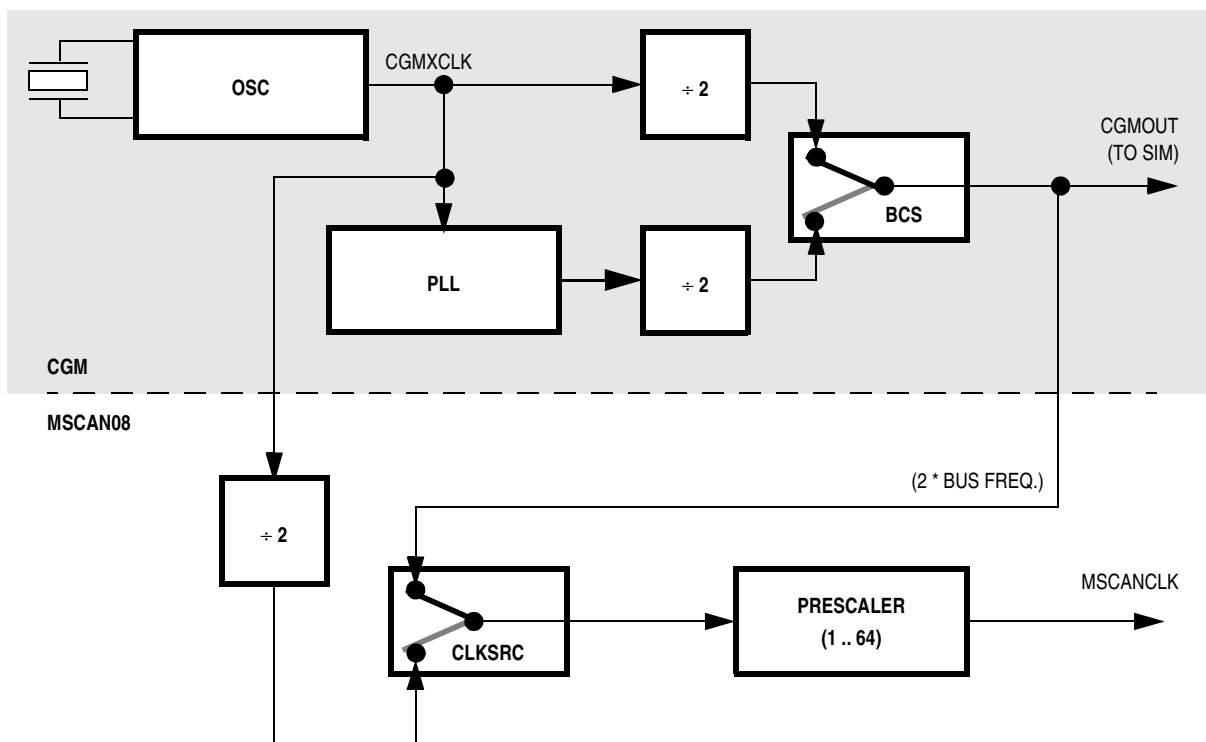 CGMXCLK
OSC
÷ 2
CGMOUT
(TO SIM)
BCS
PLL
÷ 2
CGM
MSCAN08
(2 * BUS FREQ.)
÷ 2
MSCANCLK
PRESCALER
(1 .. 64)
CLKSRC